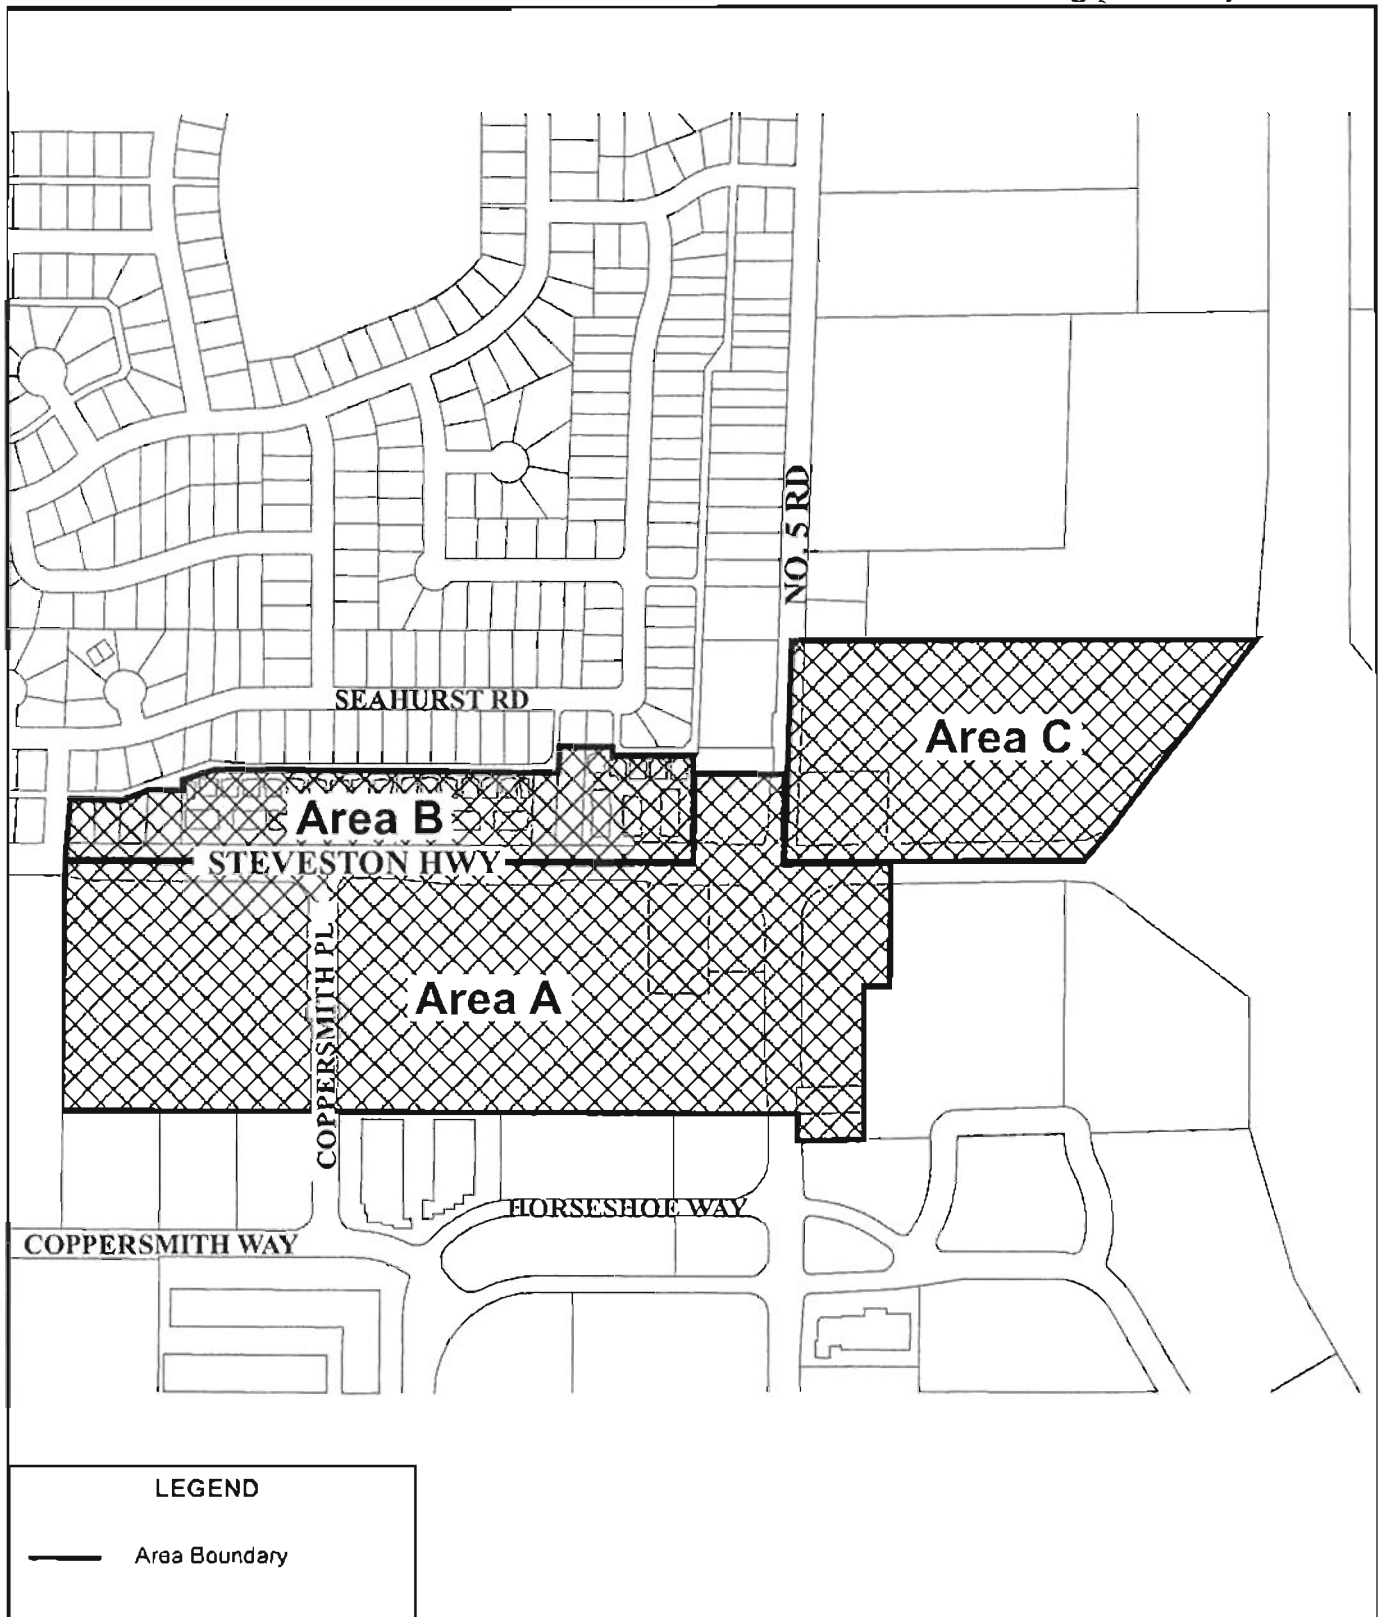 NO. 5 RD
SEAHURST RD
Area C
Area B
STEVESTON HWY
COPPERSMITH PL
Area A
HORSESHOE WAY
COPPERSMITH WAY
LEGEND
Area Boundary